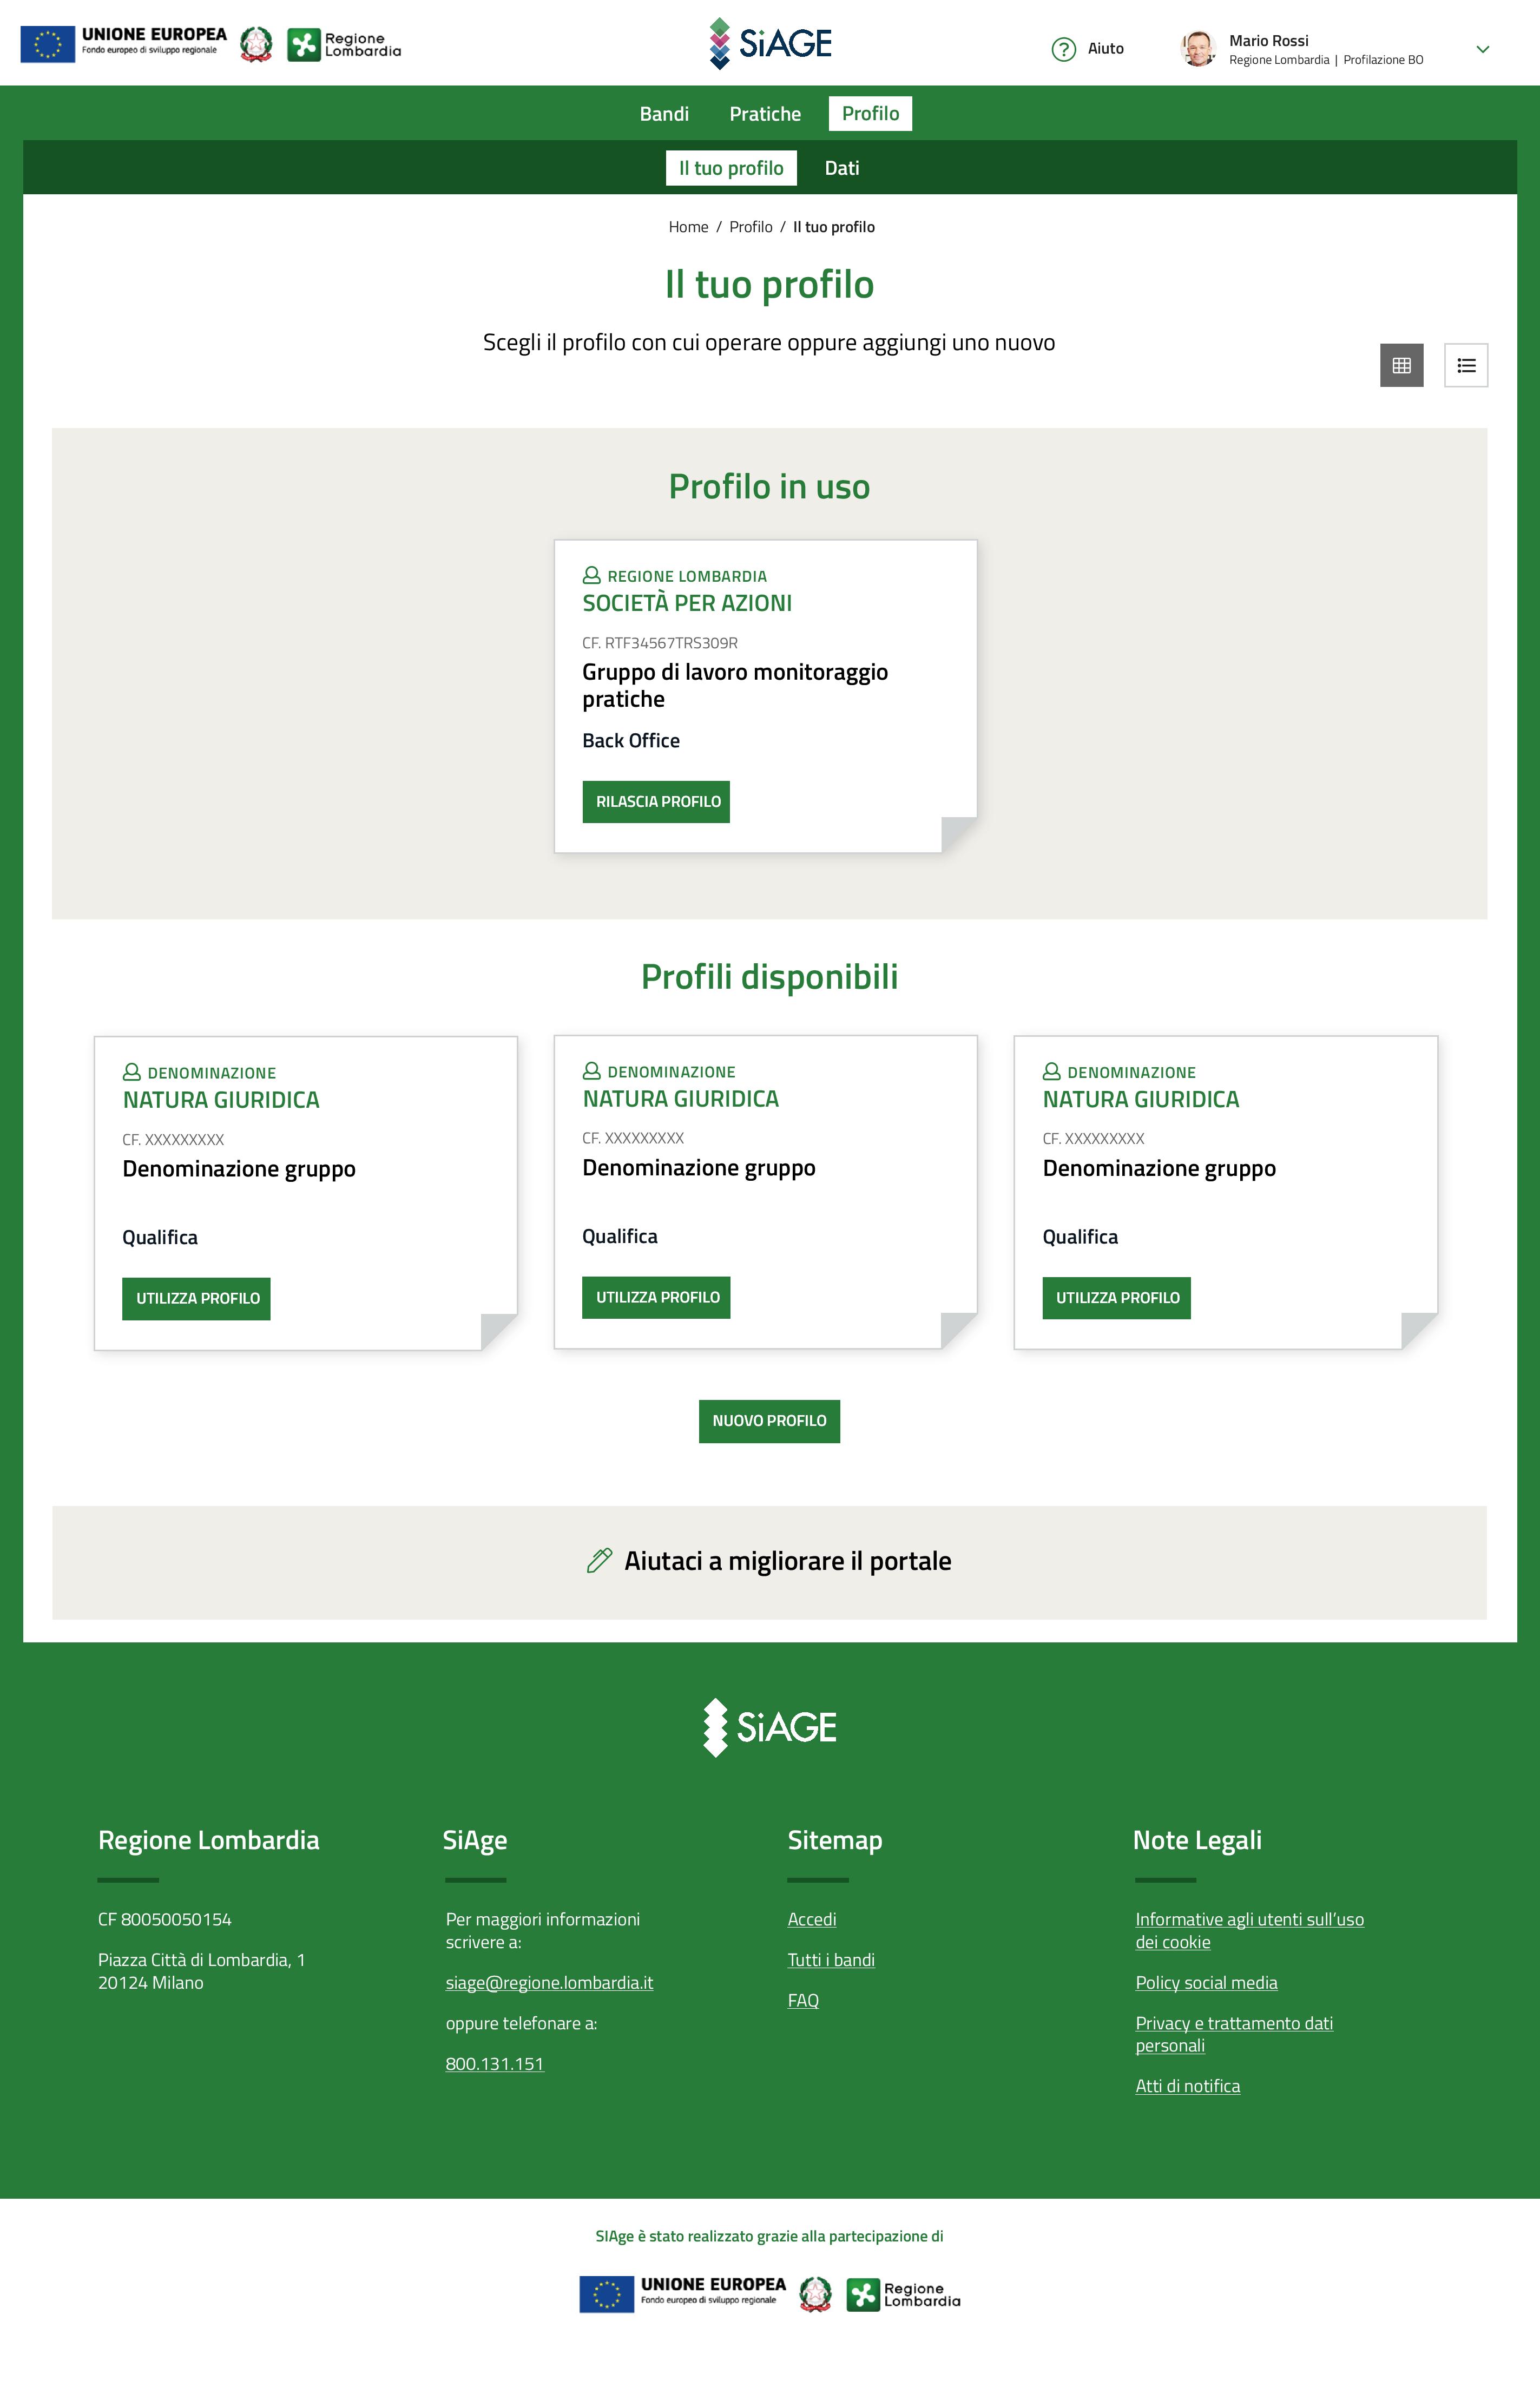 UNIONE EUROPEA
Fondo europeo di sviluppo regionale
Regione
Lombardia
SiAGE
Aiuto
Mario Rossi
Regione Lombardia | Profilazione BO
Bandi
Pratiche
Profilo
Il tuo profilo
Dati
Home / Profilo / Il tuo profilo
Il tuo profilo
Scegli il profilo con cui operare oppure aggiungi uno nuovo
Profilo in uso
REGIONE LOMBARDIA
SOCIETÀ PER AZIONI
CF. RTF34567TRS309R
Gruppo di lavoro monitoraggio
pratiche
Back Office
RILASCIA PROFILO
Profili disponibili
DENOMINAZIONE
NATURA GIURIDICA
CF. XXXXXXXXX
Denominazione gruppo
Qualifica
UTILIZZA PROFILO
DENOMINAZIONE
NATURA GIURIDICA
CF. XXXXXXXXX
Denominazione gruppo
Qualifica
UTILIZZA PROFILO
DENOMINAZIONE
NATURA GIURIDICA
CF. XXXXXXXXX
Denominazione gruppo
Qualifica
UTILIZZA PROFILO
NUOVO PROFILO
Aiutaci a migliorare il portale
SiAGE
Regione Lombardia
CF 80050050154
Piazza Città di Lombardia, 1
20124 Milano
SiAge
Per maggiori informazioni
scrivere a:
siage@regione.lombardia.it
oppure telefonare a:
800.131.151
Sitemap
Accedi
Tutti i bandi
FAQ
Note Legali
Informative agli utenti sull’uso
dei cookie
Policy social media
Privacy e trattamento dati
personali
Atti di notifica
SIAge è stato realizzato grazie alla partecipazione di
UNIONE EUROPEA
Fondo europeo di sviluppo regionale
Regione
Lombardia